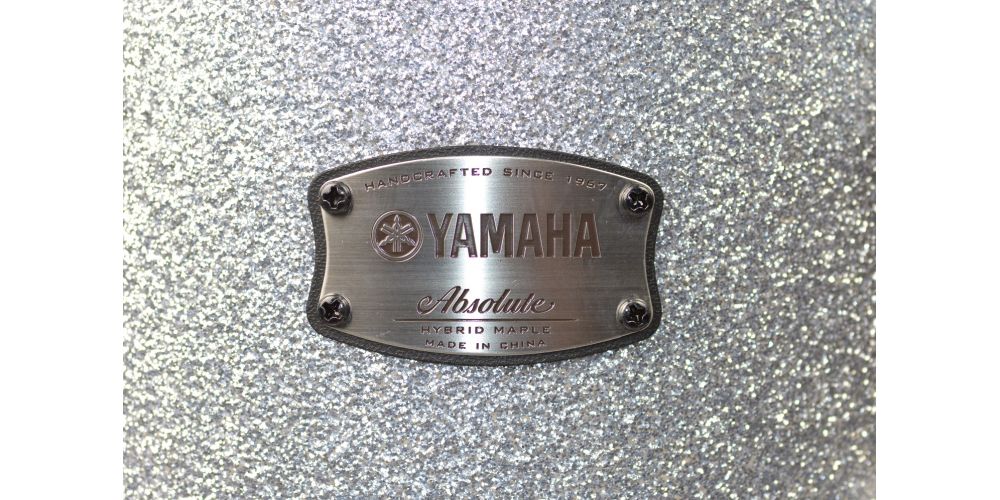 HANDCRAFTED SINCE 1967
YAMAHA
Absolute
HYBRID MAPLE
MADE IN CHINA